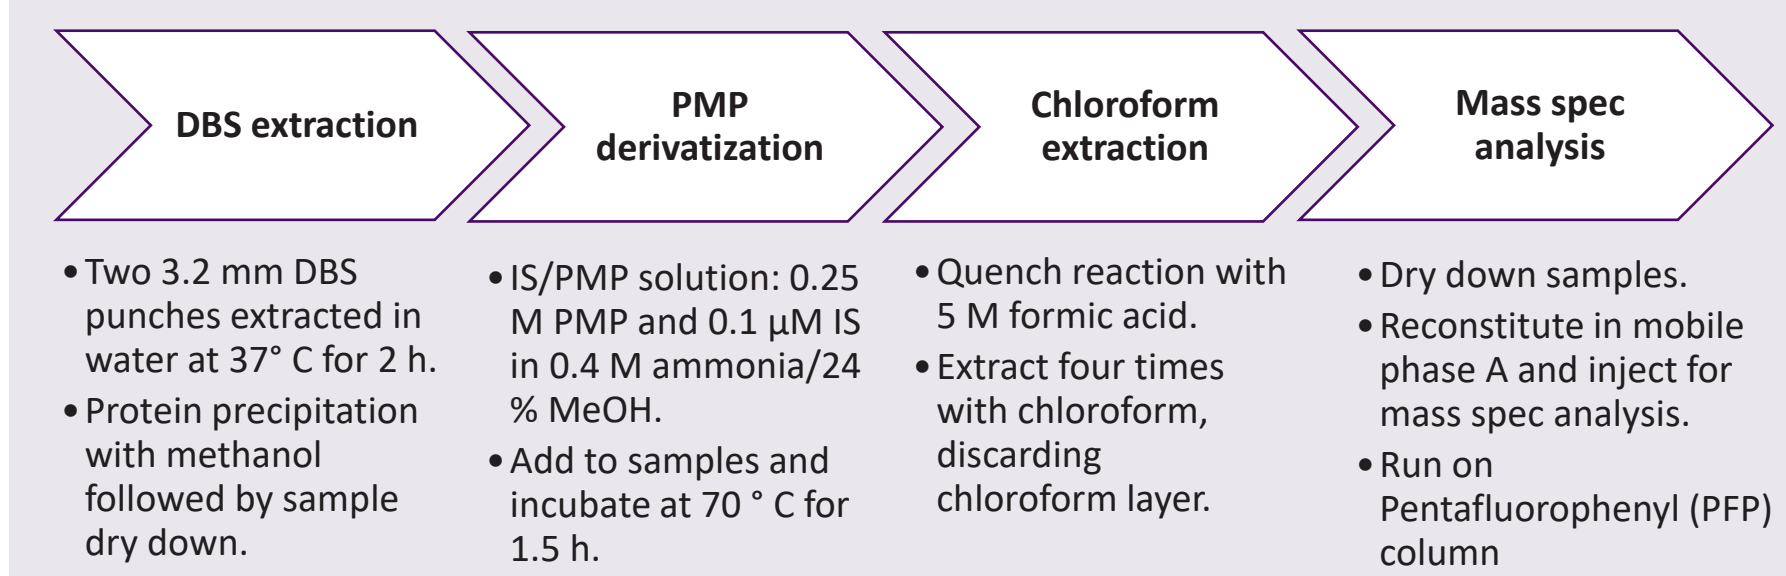 DBS extraction
• Two 3.2 mm DBS
punches extracted in
water at 37° C for 2 h.
• Protein precipitation
with methanol
followed by sample
dry down.
PMP
derivatization
• IS/PMP solution: 0.25
M PMP and 0.1 µM IS
in 0.4 M ammonia/24
% MeOH.
• Add to samples and
incubate at 70 ° C for
1.5 h.
Chloroform
extraction
• Quench reaction with
5 M formic acid.
• Extract four times
with chloroform,
discarding
chloroform layer.
Mass spec
analysis
• Dry down samples.
• Reconstitute in mobile
phase A and inject for
mass spec analysis.
• Run on
Pentafluorophenyl (PFP)
column